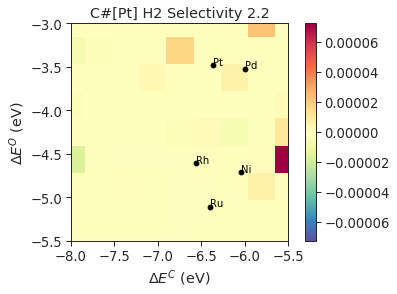 C#[Pt] H2 Selectivity 2.2
−3.0
−3.5
−4.0
−4.5
−5.0
−5.5
ΔE^O (eV)
Pt
Pd
Rh
Ni
Ru
−8.0 −7.5 −7.0 −6.5 −6.0 −5.5
ΔE^C (eV)
0.00006
0.00004
0.00002
0.00000
−0.00002
−0.00004
−0.00006